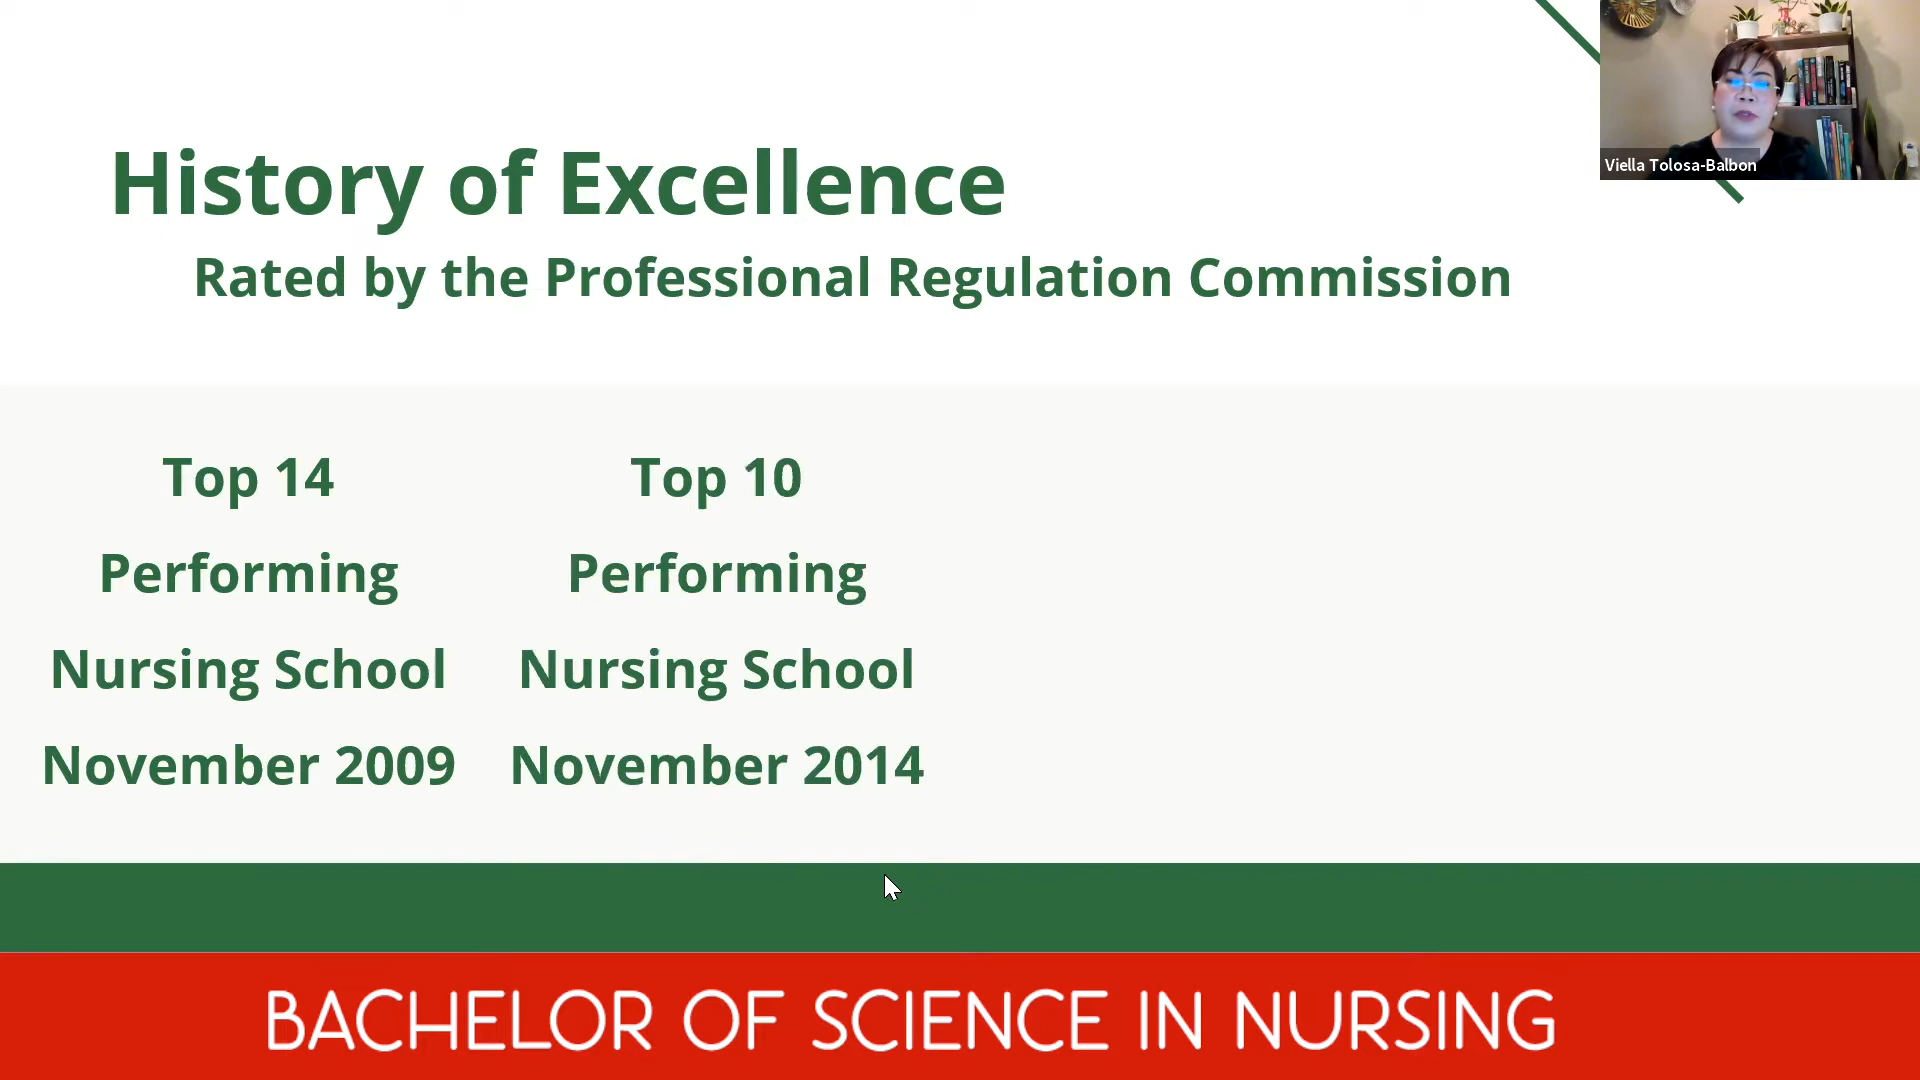 History of Excellence
Rated by the Professional Regulation Commission
Viella Tolosa-Balbon
Top 14
Performing
Nursing School
November 2009
Top 10
Performing
Nursing School
November 2014
BACHELOR OF SCIENCE IN NURSING